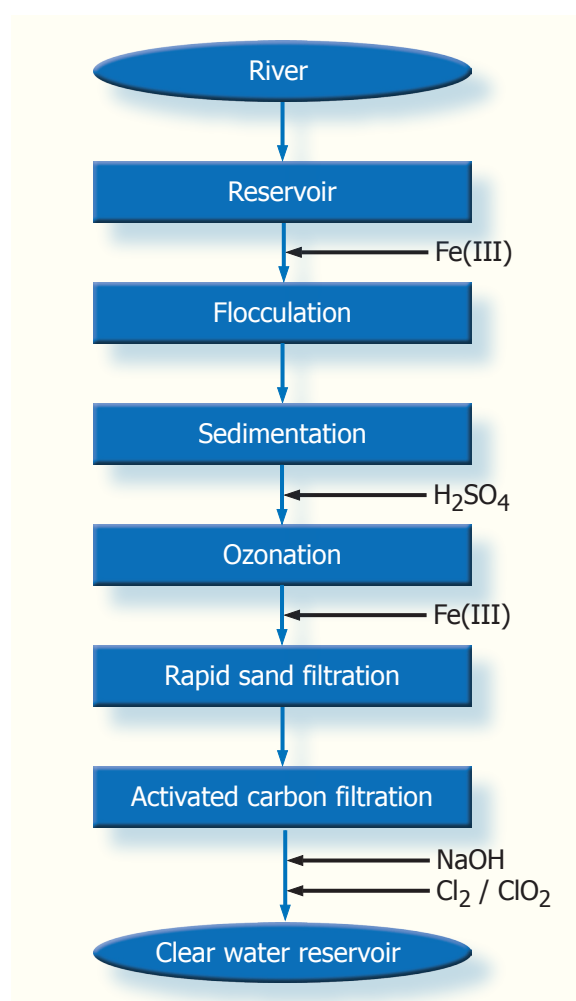 River
Reservoir
Fe(III)
Flocculation
Sedimentation
H₂SO₄
Ozonation
Fe(III)
Rapid sand filtration
Activated carbon filtration
NaOH
Cl₂ / ClO₂
Clear water reservoir